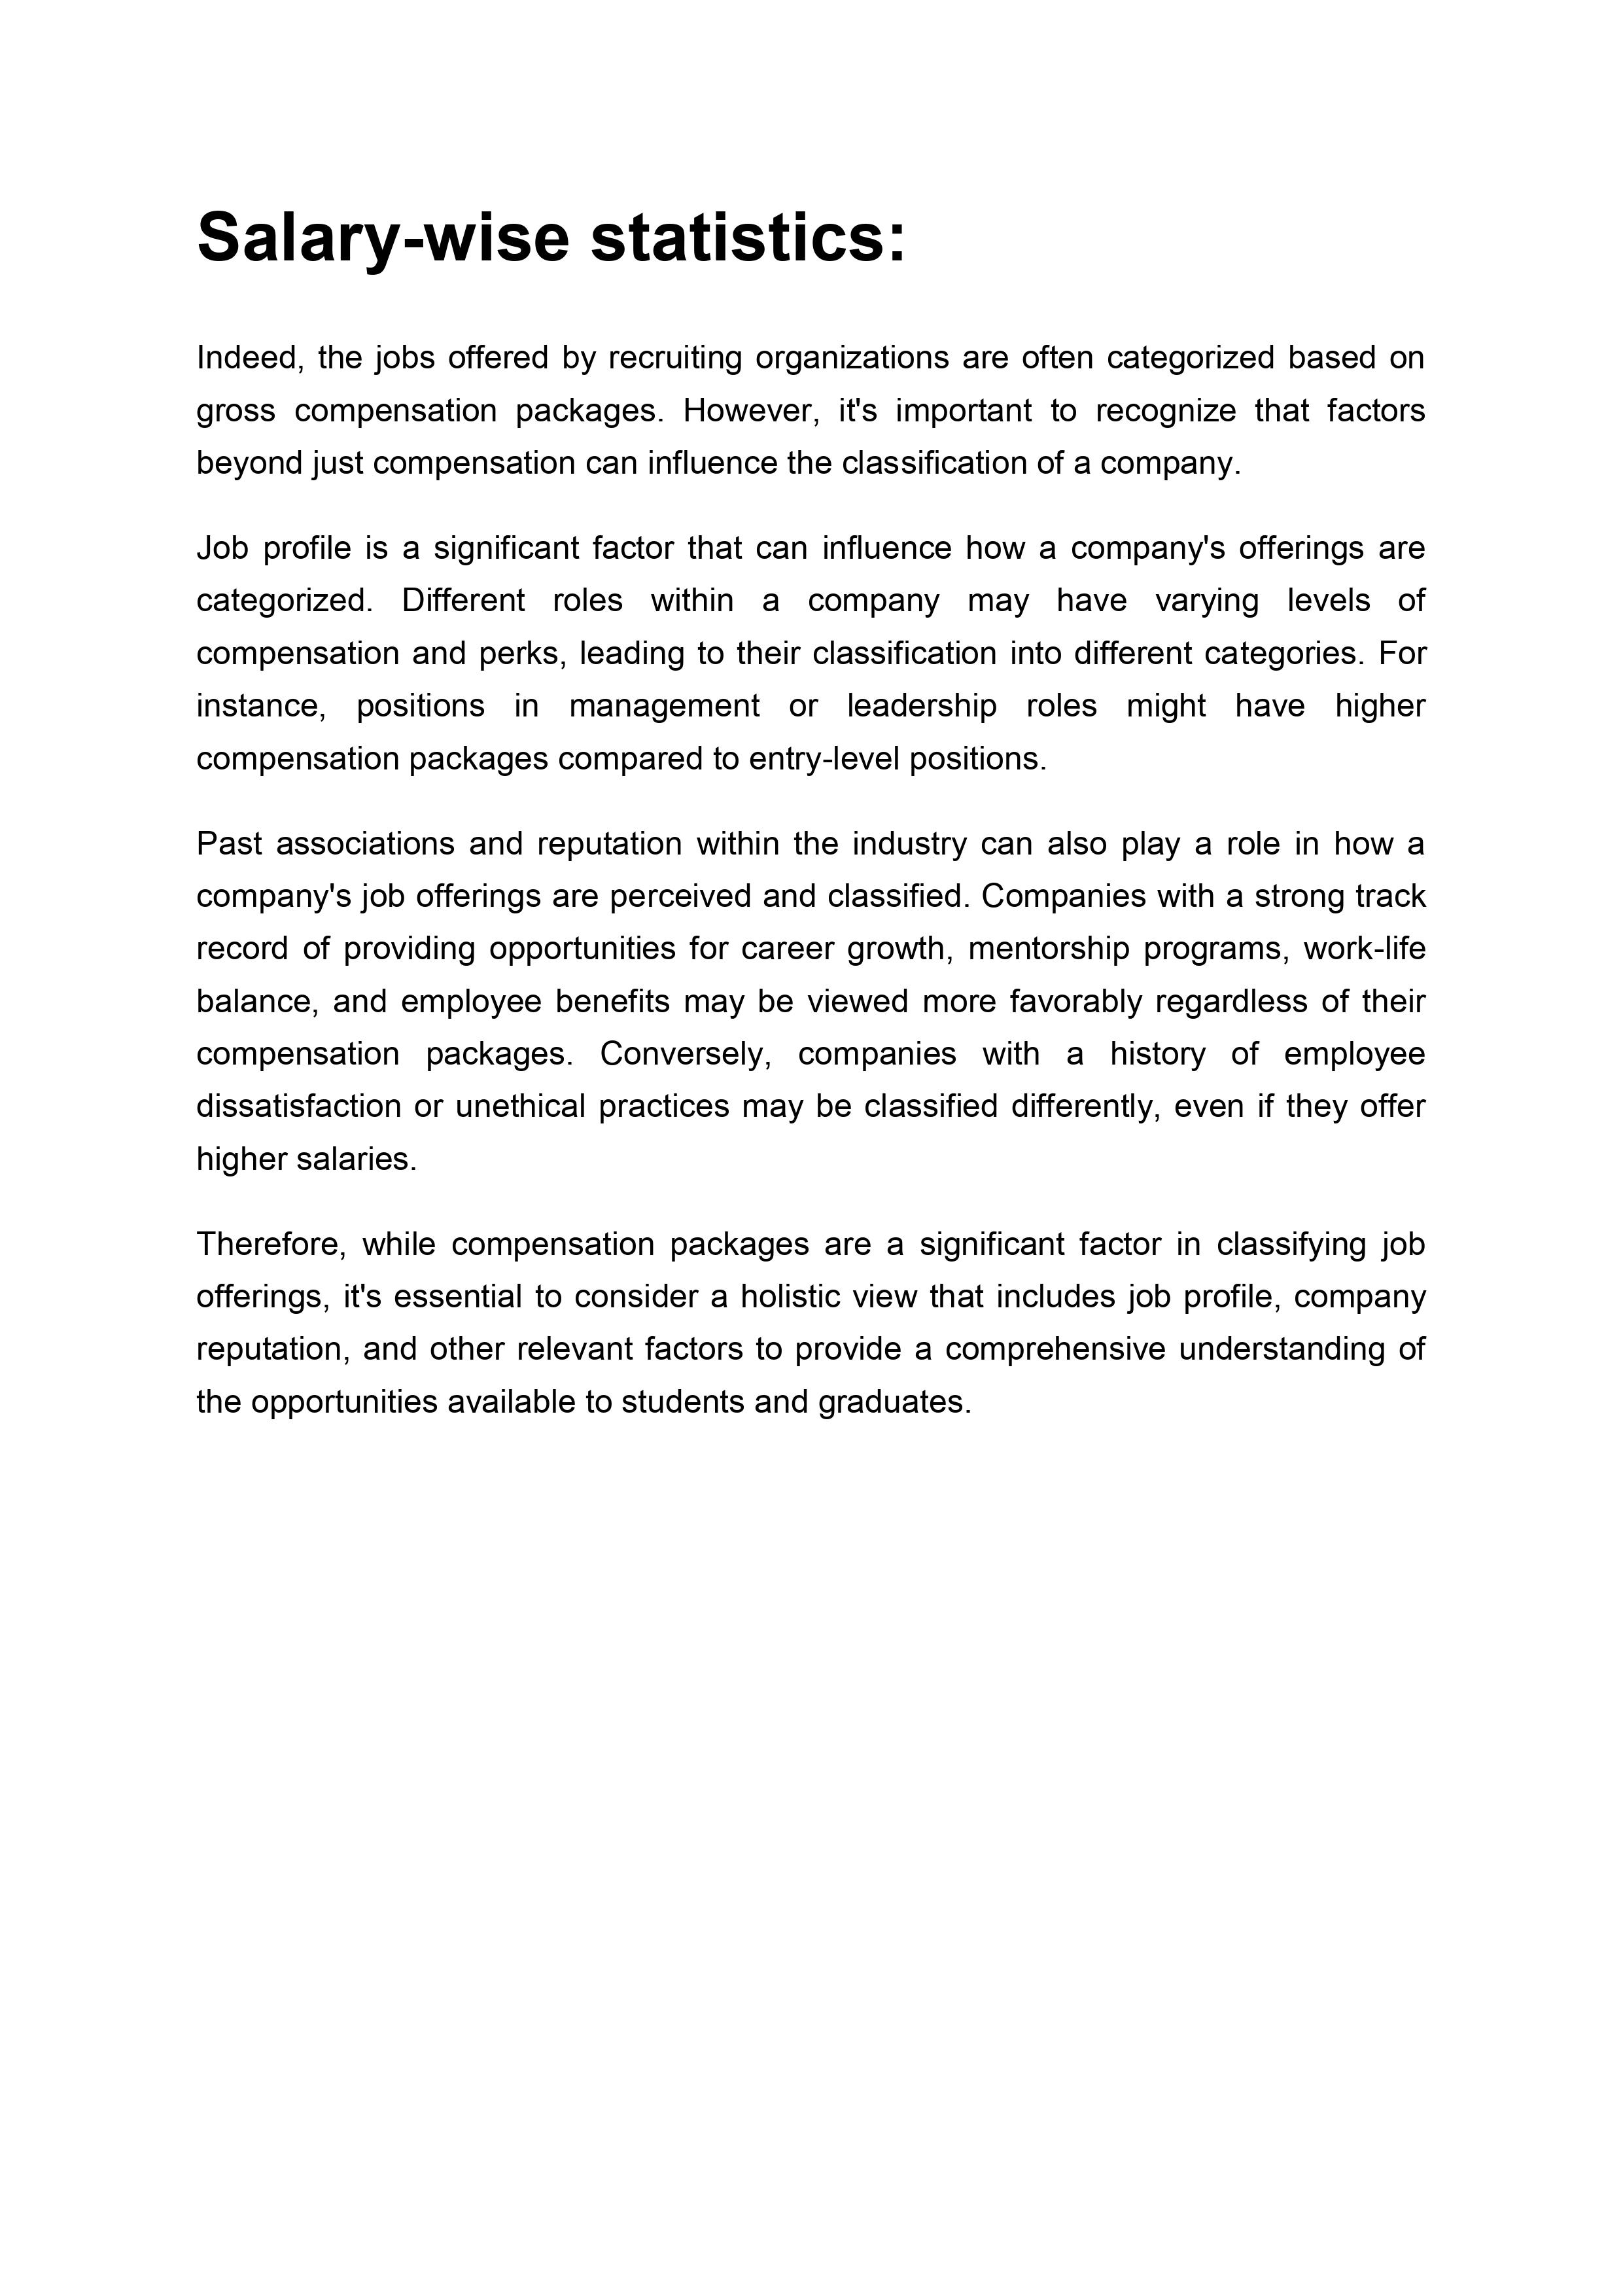 Salary-wise statistics:
Indeed, the jobs offered by recruiting organizations are often categorized based on
gross compensation packages. However, it's important to recognize that factors
beyond just compensation can influence the classification of a company.
Job profile is a significant factor that can influence how a company's offerings are
categorized. Different roles within a company may have varying levels of
compensation and perks, leading to their classification into different categories. For
instance, positions in management or leadership roles might have higher
compensation packages compared to entry-level positions.
Past associations and reputation within the industry can also play a role in how a
company's job offerings are perceived and classified. Companies with a strong track
record of providing opportunities for career growth, mentorship programs, work-life
balance, and employee benefits may be viewed more favorably regardless of their
compensation packages. Conversely, companies with a history of employee
dissatisfaction or unethical practices may be classified differently, even if they offer
higher salaries.
Therefore, while compensation packages are a significant factor in classifying job
offerings, it's essential to consider a holistic view that includes job profile, company
reputation, and other relevant factors to provide a comprehensive understanding of
the opportunities available to students and graduates.